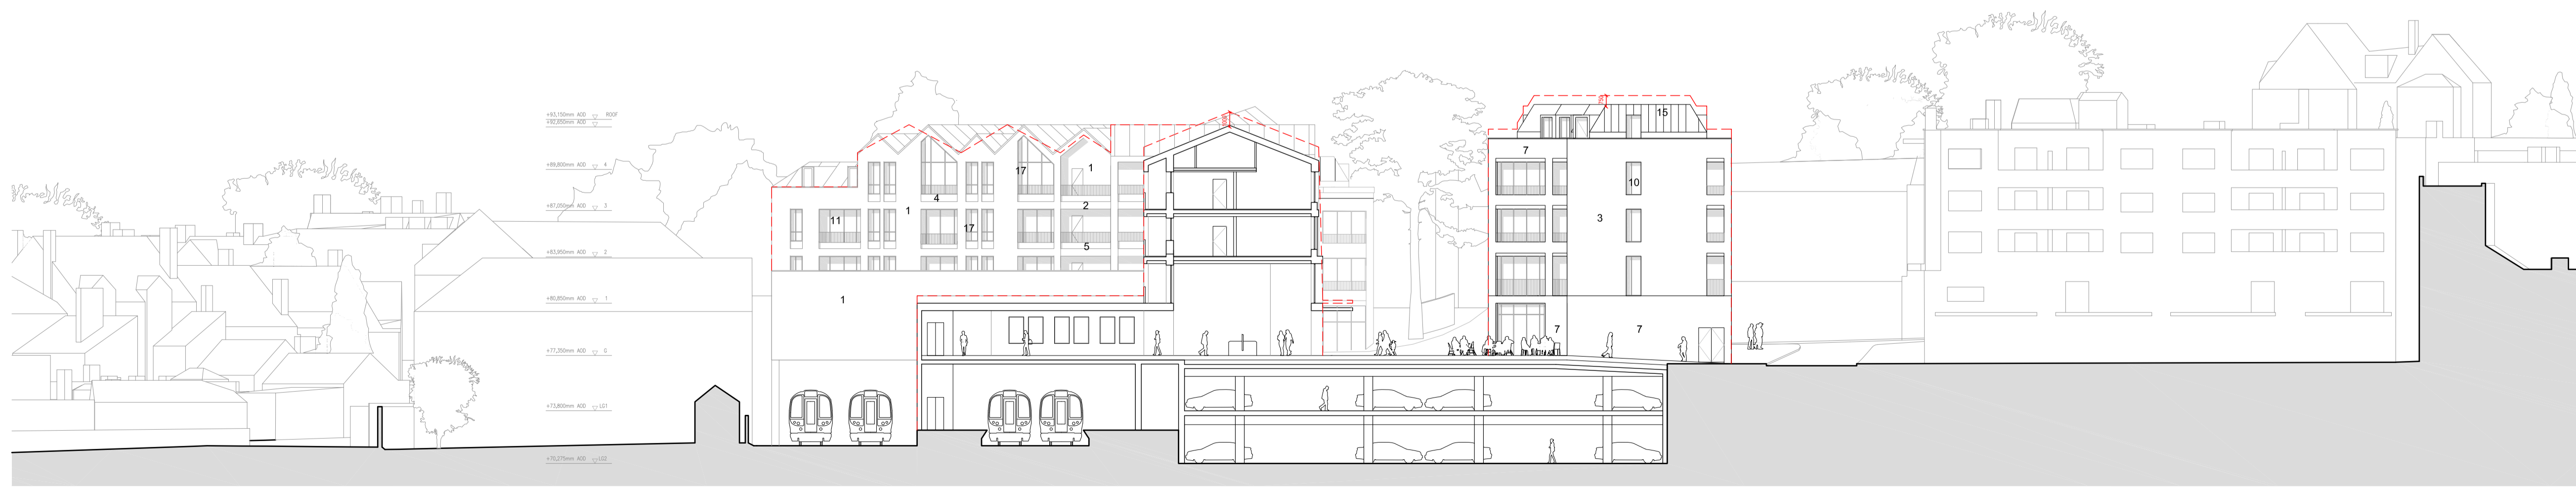 +93,150mm AOD ROOF
+92,650mm AOD
+89,800mm AOD 4
+87,050mm AOD 3
+83,950mm AOD 2
+80,850mm AOD 1
+77,350mm AOD G
+73,800mm AOD LG1
+70,275mm AOD LG2
15
7
17
1
10
4
2
11
1
3
17
5
1
7
7